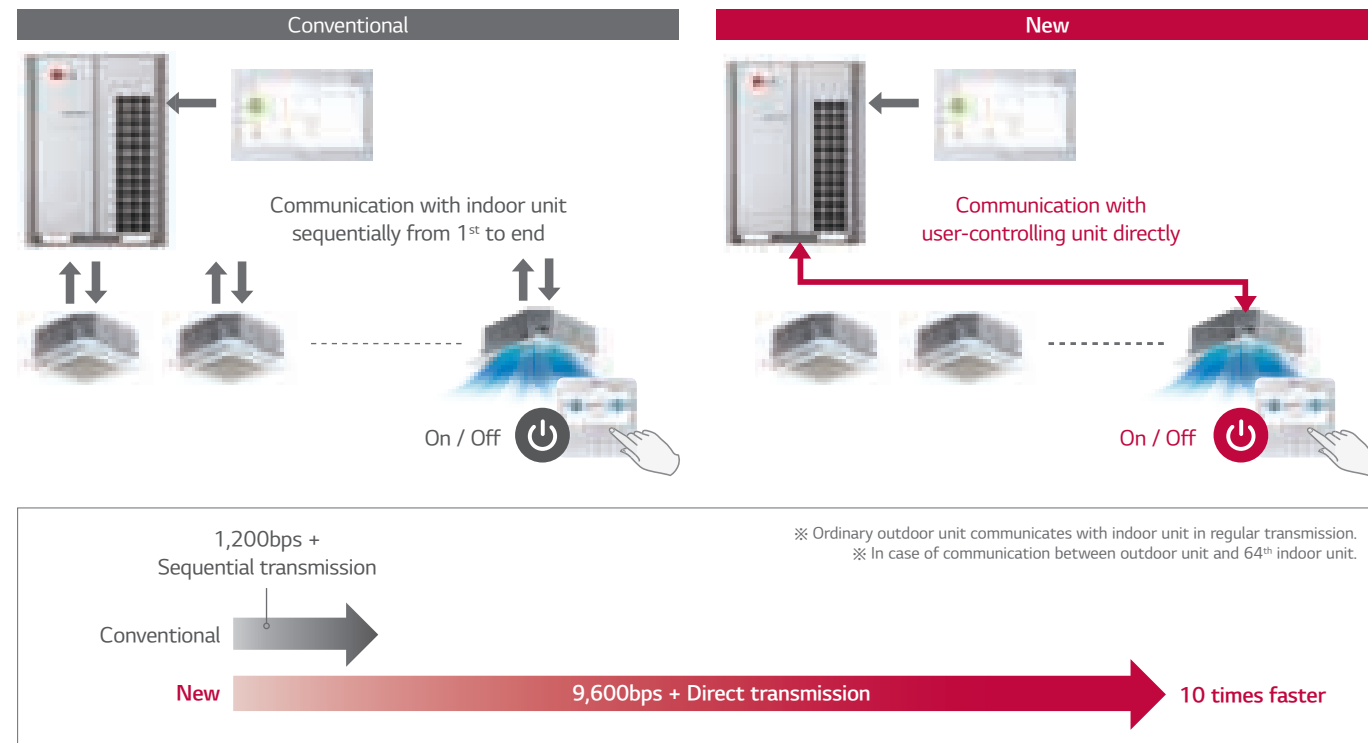 Conventional
New
Communication with indoor unit
sequentially from 1st to end
Communication with
user-controlling unit directly
On / Off
On / Off
1,200bps +
Sequential transmission
※ Ordinary outdoor unit communicates with indoor unit in regular transmission.
※ In case of communication between outdoor unit and 64th indoor unit.
Conventional
New
9,600bps + Direct transmission
10 times faster